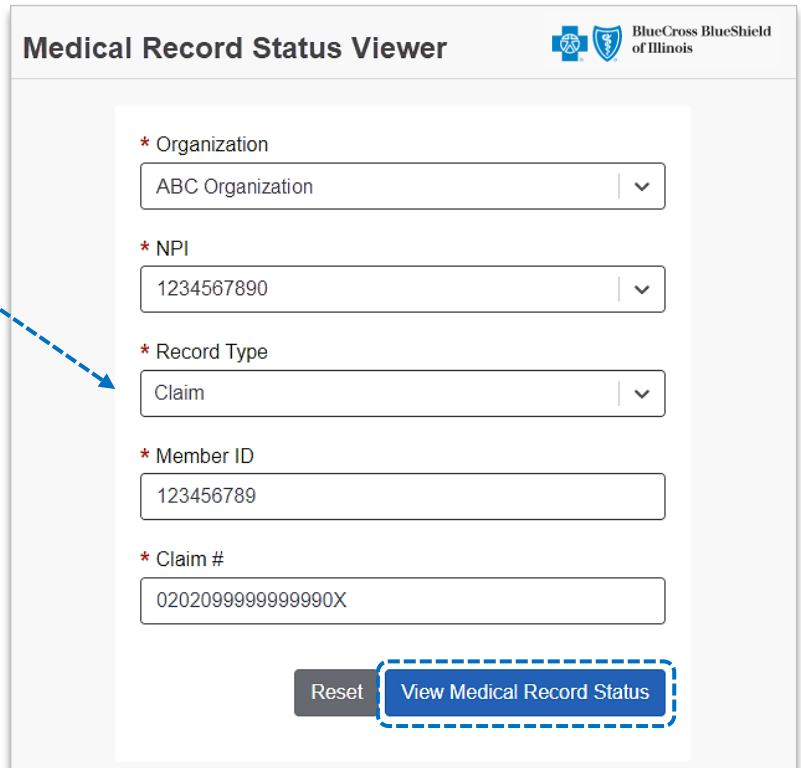 Medical Record Status Viewer
BlueCross BlueShield
of Illinois
* Organization
ABC Organization
* NPI
1234567890
* Record Type
Claim
* Member ID
123456789
* Claim #
0202099999999990X
Reset
View Medical Record Status